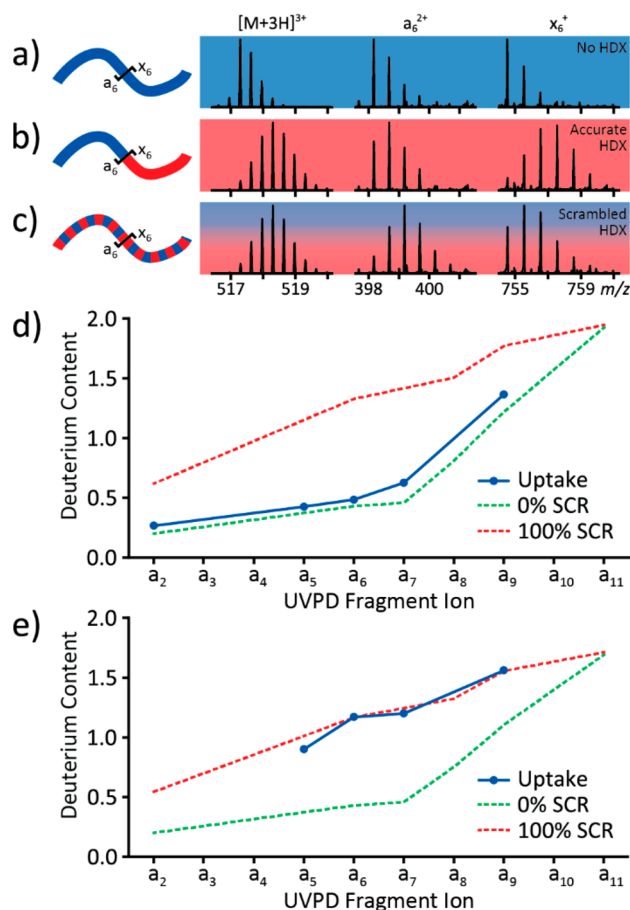 [M+3H]³⁺ a₆²⁺ x₆⁺
a) a₆ x₆ No HDX
b) a₆ x₆ Accurate HDX
c) a₆ x₆ Scrambled HDX
517 519 398 400 755 759 m/z
d)
Deuterium Content
2.0
1.5
1.0
0.5
0.0
Uptake
0% SCR
100% SCR
a₂ a₃ a₄ a₅ a₆ a₇ a₈ a₉ a₁₀ a₁₁
UVPD Fragment Ion
e)
Deuterium Content
2.0
1.5
1.0
0.5
0.0
Uptake
0% SCR
100% SCR
a₂ a₃ a₄ a₅ a₆ a₇ a₈ a₉ a₁₀ a₁₁
UVPD Fragment Ion